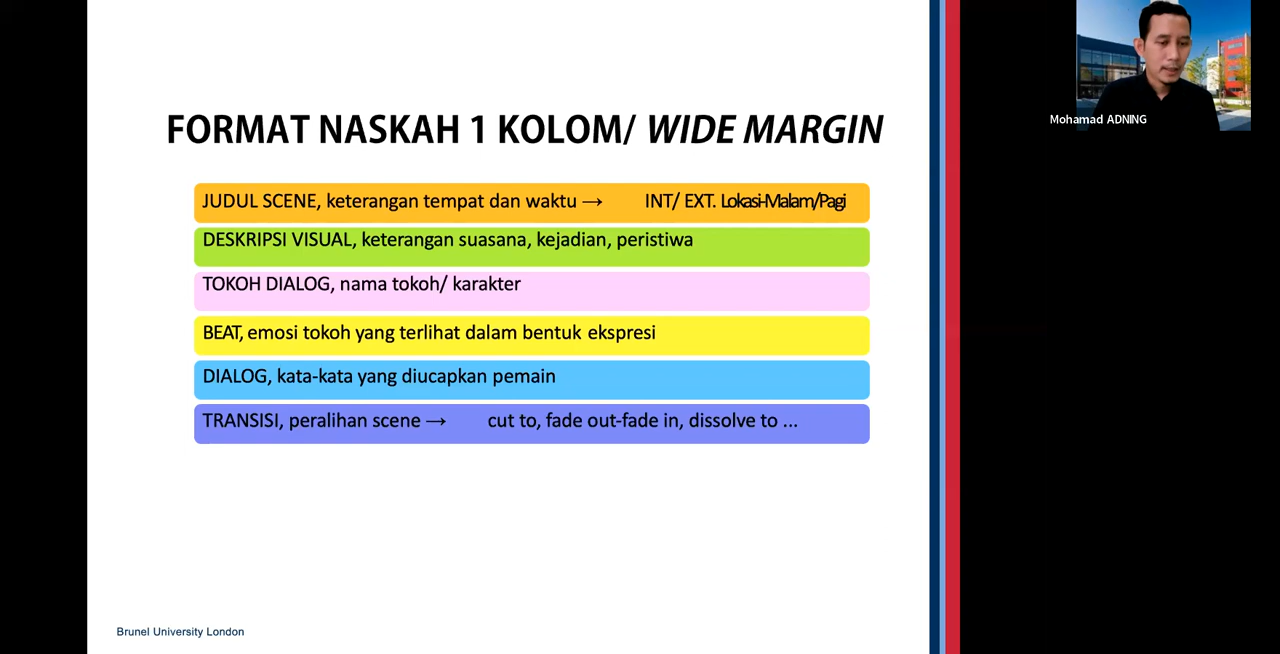 FORMAT NASKAH 1 KOLOM/ WIDE MARGIN
JUDUL SCENE, keterangan tempat dan waktu → INT/ EXT. Lokasi-Malam/Pagi
DESKRIPSI VISUAL, keterangan suasana, kejadian, peristiwa
TOKOH DIALOG, nama tokoh/ karakter
BEAT, emosi tokoh yang terlihat dalam bentuk ekspresi
DIALOG, kata-kata yang diucapkan pemain
TRANSISI, peralihan scene → cut to, fade out-fade in, dissolve to ...
Brunel University London
Mohamad ADNING